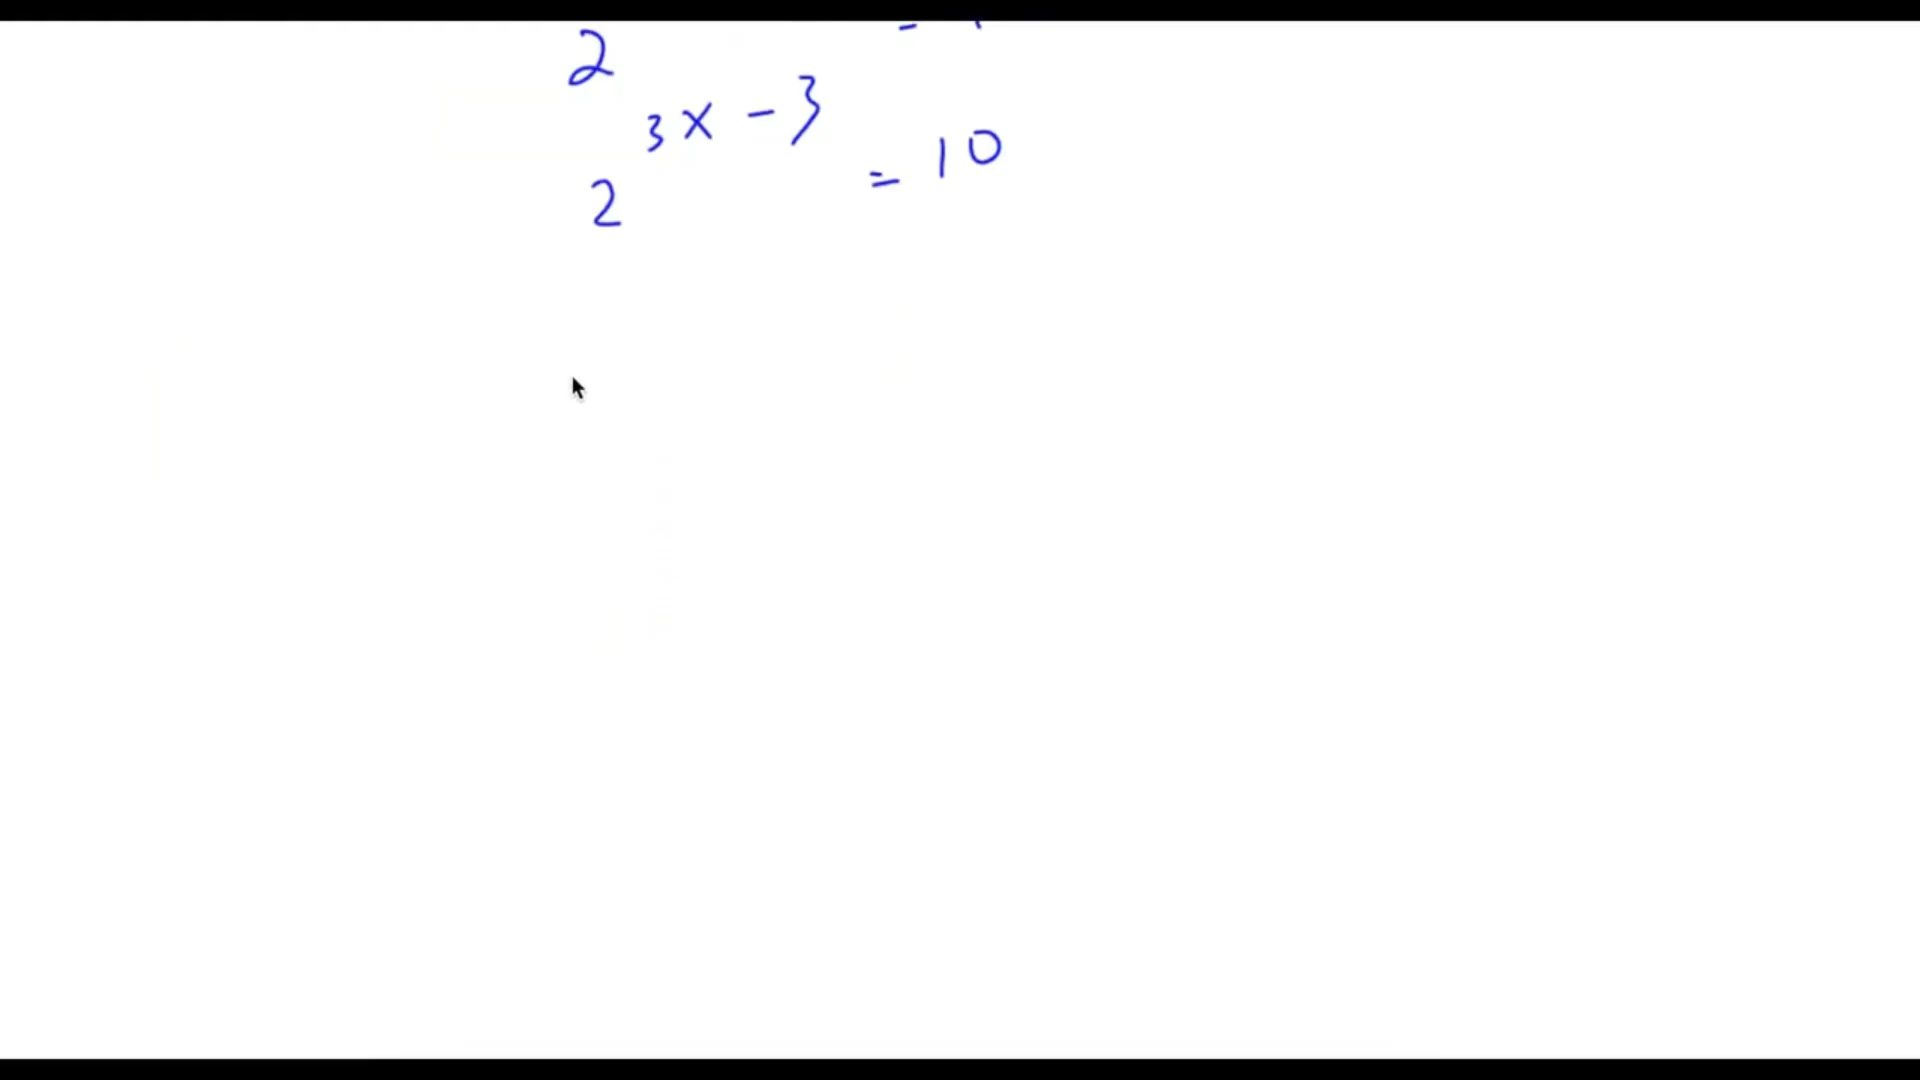 2 =
2^{3x-3} = 10